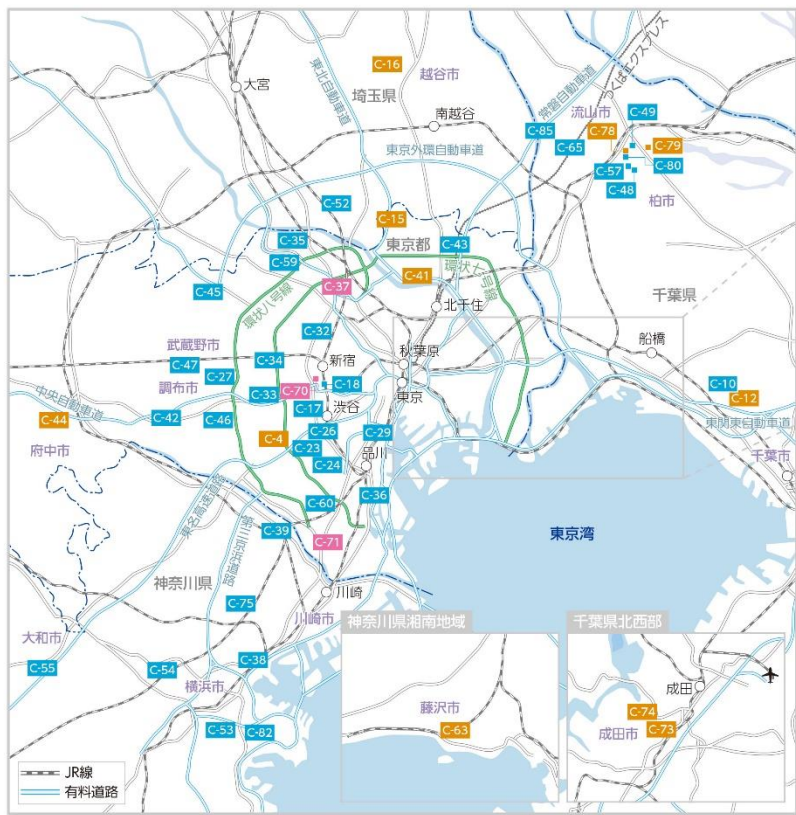 C-16
越谷市
埼玉県
東北自動車道
大宮
南越谷
つくばエクスプレス
常磐自動車道
流山市
C-49
C-85
C-78
C-65
C-79
C-57
C-80
C-48
柏市
東京外環自動車道
C-52
C-15
C-35
東京都
C-43
C-59
環状七号線
C-41
C-37
C-45
北千住
環状八号線
千葉県
武蔵野市
C-32
船橋
C-34
秋葉原
C-47
新宿
C-27
調布市
C-70
C-18
C-10
C-33
東京
C-12
中央自動車道
C-44
C-42
C-46
C-17
渋谷
東関東自動車道
C-26
C-29
C-4
C-23
府中市
C-24
品川
千葉市
東名高速道路
C-60
C-36
第三京浜道路
C-39
東京湾
C-71
神奈川県
川崎
C-75
川崎市
神奈川県湘南地域
千葉県北西部
大和市
C-55
C-54
C-38
横浜市
成田
藤沢市
C-74
C-63
成田市
C-73
C-53
C-82
JR線
有料道路